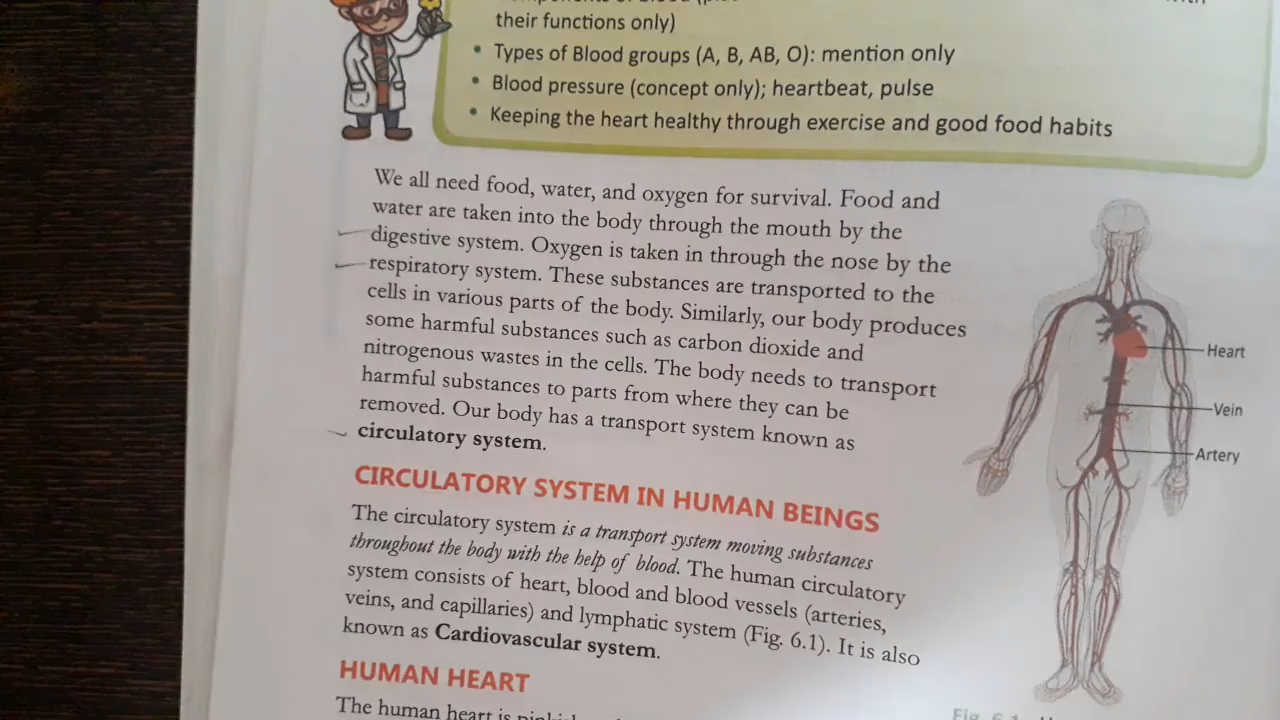 their functions only)
• Types of Blood groups (A, B, AB, O): mention only
• Blood pressure (concept only); heartbeat, pulse
• Keeping the heart healthy through exercise and good food habits
We all need food, water, and oxygen for survival. Food and
water are taken into the body through the mouth by the
digestive system. Oxygen is taken in through the nose by the
respiratory system. These substances are transported to the
cells in various parts of the body. Similarly, our body produces
some harmful substances such as carbon dioxide and
nitrogenous wastes in the cells. The body needs to transport
harmful substances to parts from where they can be
removed. Our body has a transport system known as
circulatory system.
Heart
Vein
Artery
CIRCULATORY SYSTEM IN HUMAN BEINGS
The circulatory system is a transport system moving substances
throughout the body with the help of blood. The human circulatory
system consists of heart, blood and blood vessels (arteries,
veins, and capillaries) and lymphatic system (Fig. 6.1). It is also
known as Cardiovascular system.
HUMAN HEART
The human heart is